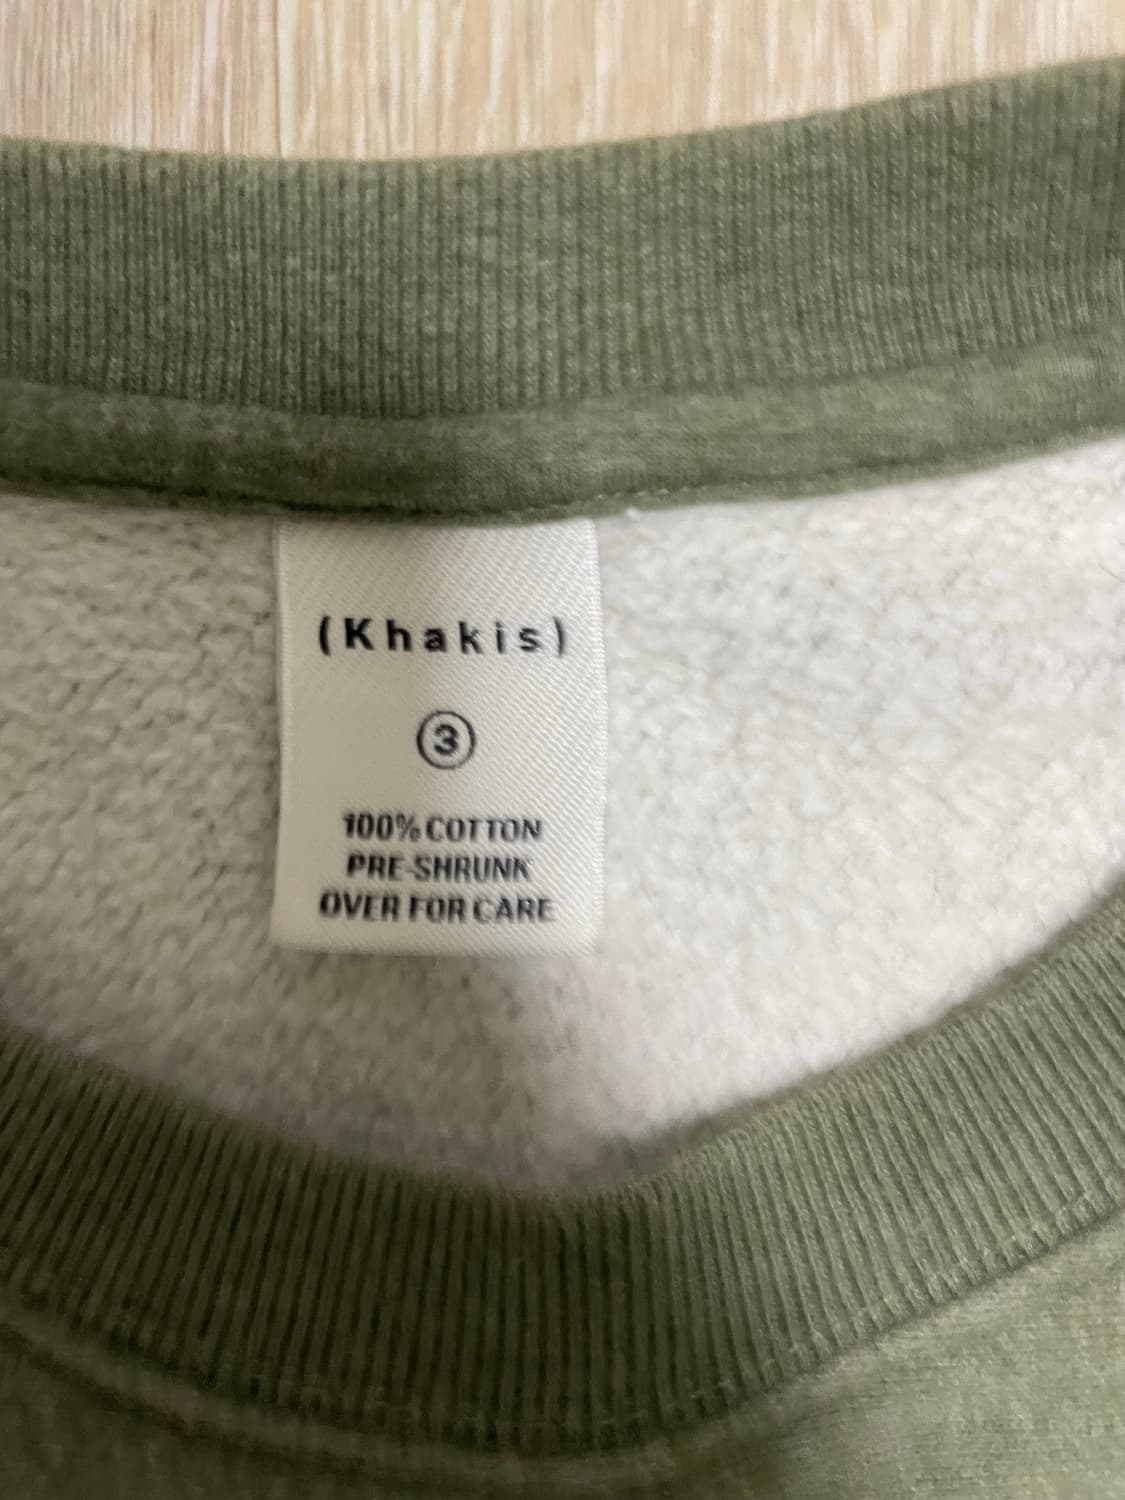 (Khakis)
3
100% COTTON
PRE-SHRUNK
OVER FOR CARE